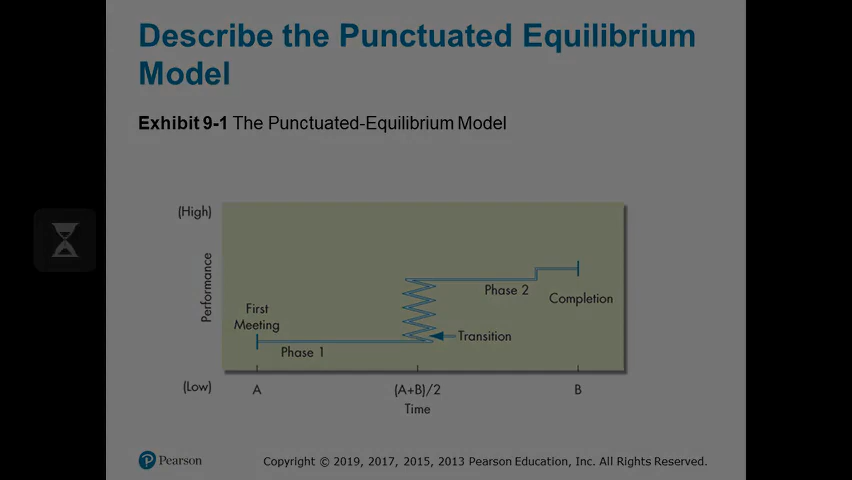 Describe the Punctuated Equilibrium
Model
Exhibit 9-1 The Punctuated-Equilibrium Model
(High)
Performance
(Low)
First
Meeting
Phase 1
Transition
Phase 2
Completion
A
(A+B)/2
B
Time
Pearson
Copyright © 2019, 2017, 2015, 2013 Pearson Education, Inc. All Rights Reserved.